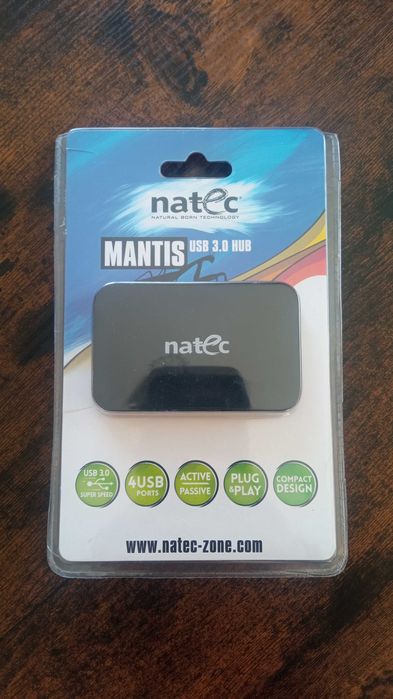 natec
NATURAL BORN TECHNOLOGY
MANTIS USB 3.0 HUB
natec
USB 3.0
SUPER SPEED
4USB
PORTS
ACTIVE
PASSIVE
PLUG
&PLAY
COMPACT
DESIGN
www.natec-zone.com